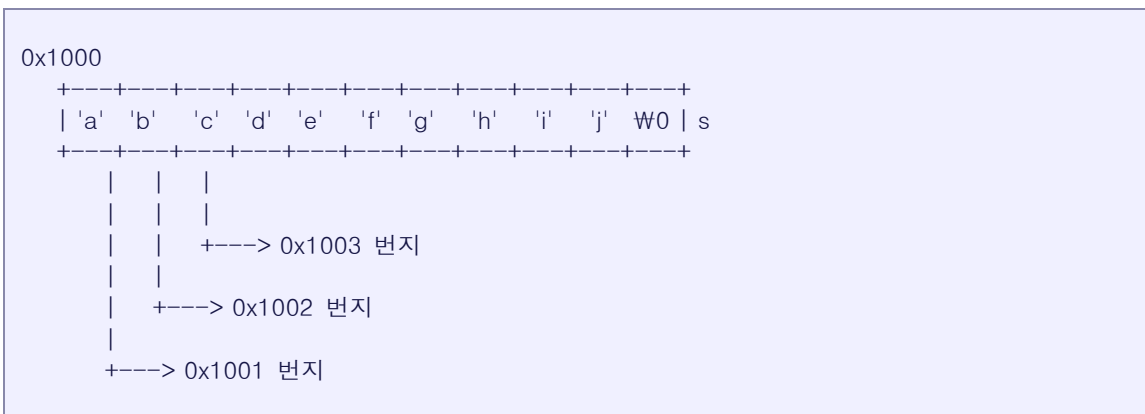 0x1000
+---+---+---+---+---+---+---+---+---+---+---+
| 'a' 'b' 'c' 'd' 'e' 'f' 'g' 'h' 'i' 'j' ₩0 | s
+---+---+---+---+---+---+---+---+---+---+---+
| | |
| | |
| | +---> 0x1003 번지
| |
| +---> 0x1002 번지
|
+---> 0x1001 번지